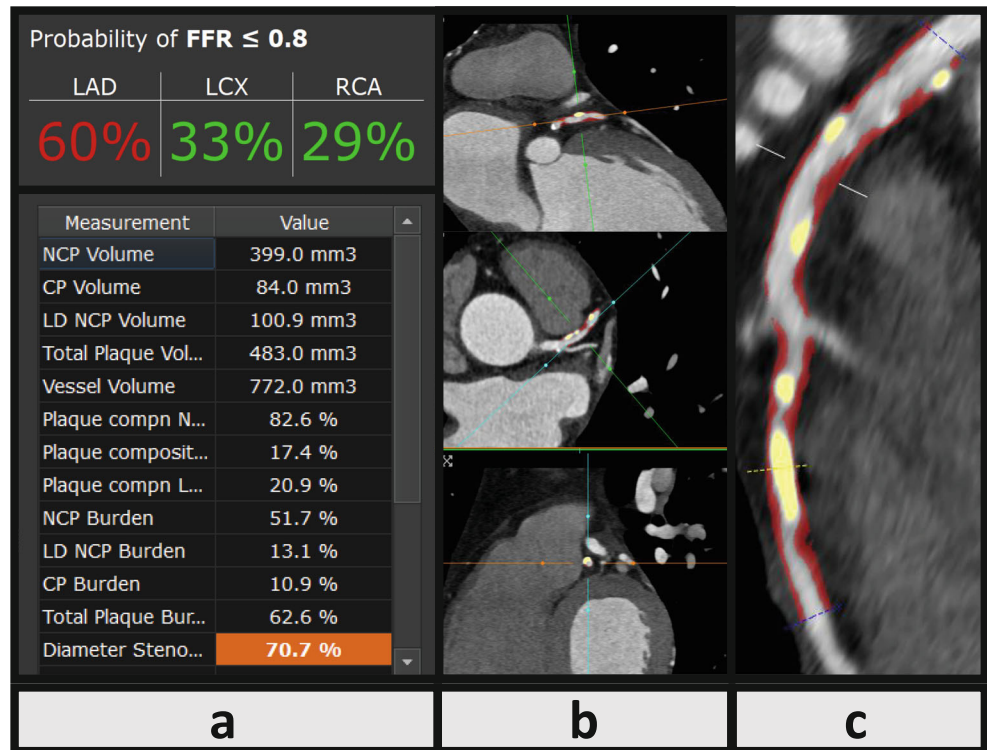 Probability of FFR ≤ 0.8
LAD LCX RCA
60% 33% 29%
Measurement Value
NCP Volume 399.0 mm3
CP Volume 84.0 mm3
LD NCP Volume 100.9 mm3
Total Plaque Vol... 483.0 mm3
Vessel Volume 772.0 mm3
Plaque compn N... 82.6 %
Plaque composit... 17.4 %
Plaque compn L... 20.9 %
NCP Burden 51.7 %
LD NCP Burden 13.1 %
CP Burden 10.9 %
Total Plaque Bur... 62.6 %
Diameter Steno... 70.7 %
a b c